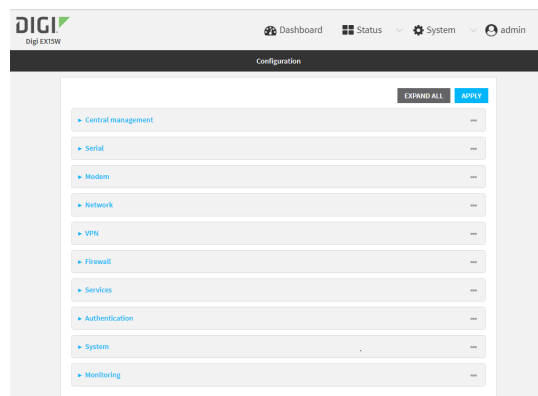 DIGI
Digi EX15W
Dashboard Status System admin
Configuration
EXPAND ALL APPLY
Central management
Serial
Modem
Network
VPN
Firewall
Services
Authentication
System
Monitoring